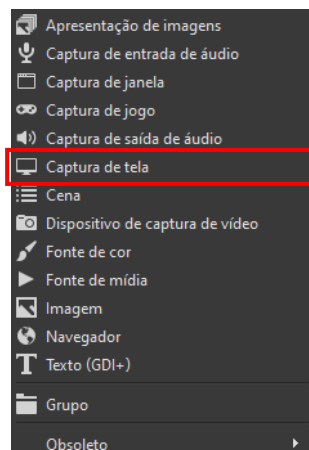 Apresentação de imagens
Captura de entrada de áudio
Captura de janela
Captura de jogo
Captura de saída de áudio
Captura de tela
Cena
Dispositivo de captura de vídeo
Fonte de cor
Fonte de mídia
Imagem
Navegador
Texto (GDI+)
Grupo
Obsoleto